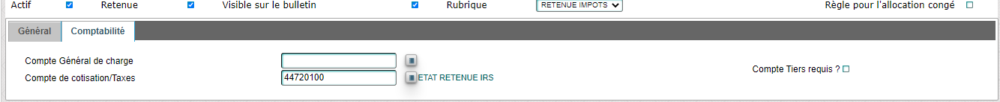 Actif Retenue Visible sur le bulletin Rubrique RETENUE IMPOTS Règle pour l'allocation congé
Général Comptabilité
Compte Général de charge
Compte Tiers requis ?
Compte de cotisation/Taxes 44720100 ETAT RETENUE IRS